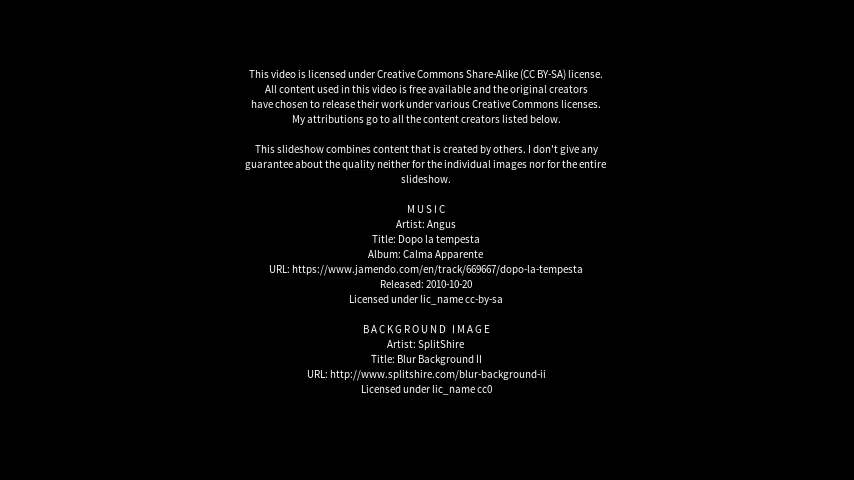 This video is licensed under Creative Commons Share-Alike (CC BY-SA) license.
All content used in this video is free available and the original creators
have chosen to release their work under various Creative Commons licenses.
My attributions go to all the content creators listed below.
This slideshow combines content that is created by others. I don't give any
guarantee about the quality neither for the individual images nor for the entire
slideshow.
MUSIC
Artist: Angus
Title: Dopo la tempesta
Album: Calma Apparente
URL: https://www.jamendo.com/en/track/669667/dopo-la-tempesta
Released: 2010-10-20
Licensed under lic_name cc-by-sa
BACKGROUND IMAGE
Artist: SplitShire
Title: Blur Background II
URL: http://www.splitshire.com/blur-background-ii
Licensed under lic_name cc0